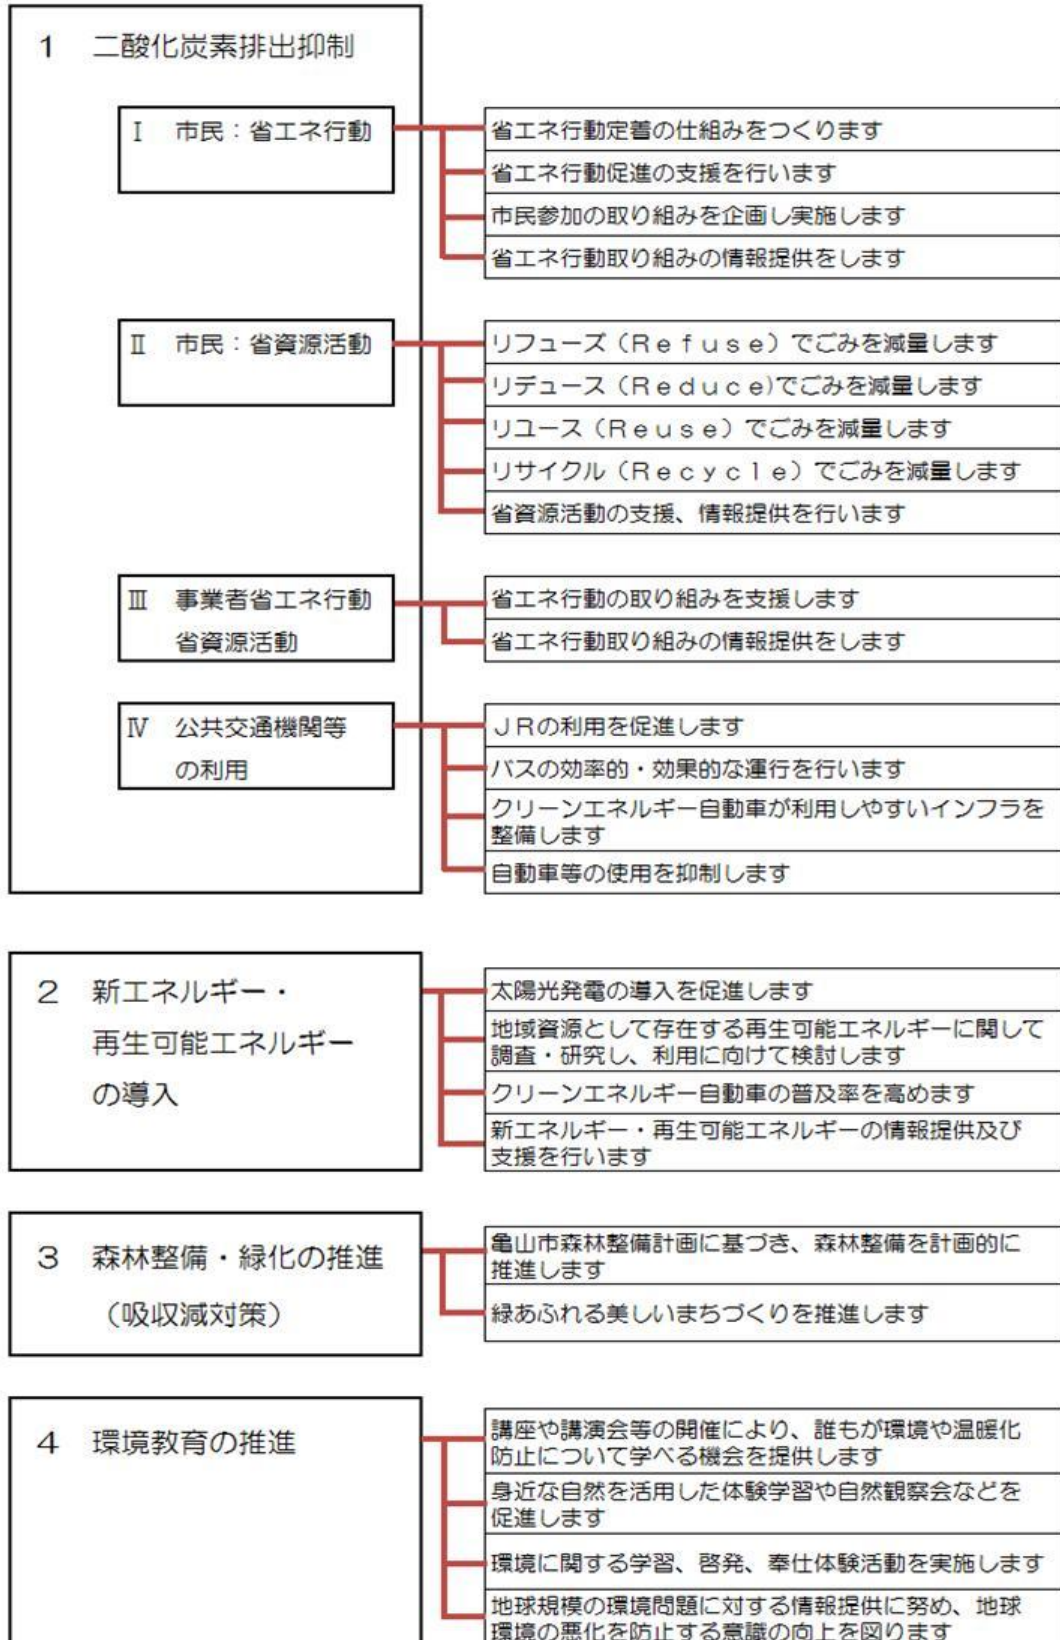 1 二酸化炭素排出抑制
Ⅰ 市民：省エネ行動
省エネ行動定着の仕組みをつくります
省エネ行動促進の支援を行います
市民参加の取り組みを企画し実施します
省エネ行動取り組みの情報提供をします
Ⅱ 市民：省資源活動
リフューズ（Ｒｅｆｕｓｅ）でごみを減量します
リデュース（Ｒｅｄｕｃｅ)でごみを減量します
リユース（Ｒｅｕｓｅ）でごみを減量します
リサイクル（Ｒｅｃｙｃｌｅ）でごみを減量します
省資源活動の支援、情報提供を行います
Ⅲ 事業者省エネ行動
省資源活動
省エネ行動の取り組みを支援します
省エネ行動取り組みの情報提供をします
Ⅳ 公共交通機関等
の利用
ＪＲの利用を促進します
バスの効率的・効果的な運行を行います
クリーンエネルギー自動車が利用しやすいインフラを
整備します
自動車等の使用を抑制します
２ 新エネルギー・
再生可能エネルギー
の導入
太陽光発電の導入を促進します
地域資源として存在する再生可能エネルギーに関して
調査・研究し、利用に向けて検討します
クリーンエネルギー自動車の普及率を高めます
新エネルギー・再生可能エネルギーの情報提供及び
支援を行います
３ 森林整備・緑化の推進
（吸収減対策）
亀山市森林整備計画に基づき、森林整備を計画的に
推進します
緑あふれる美しいまちづくりを推進します
４ 環境教育の推進
講座や講演会等の開催により、誰もが環境や温暖化
防止について学べる機会を提供します
身近な自然を活用した体験学習や自然観察会などを
促進します
環境に関する学習、啓発、奉仕体験活動を実施します
地球規模の環境問題に対する情報提供に努め、地球
環境の悪化を防止する意識の向上を図ります